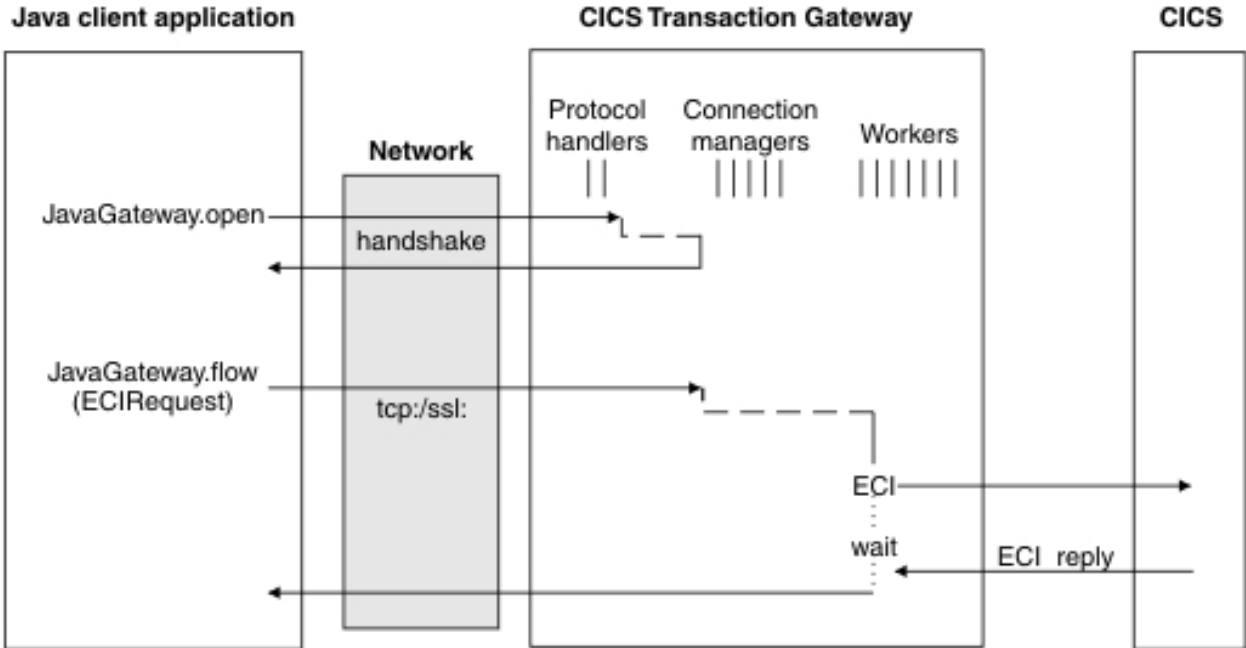 Java client application
CICS Transaction Gateway
CICS
Protocol
handlers
Connection
managers
Workers
Network
JavaGateway.open
handshake
JavaGateway.flow
(ECIRequest)
tcp:/ssl:
ECI
wait
ECI reply